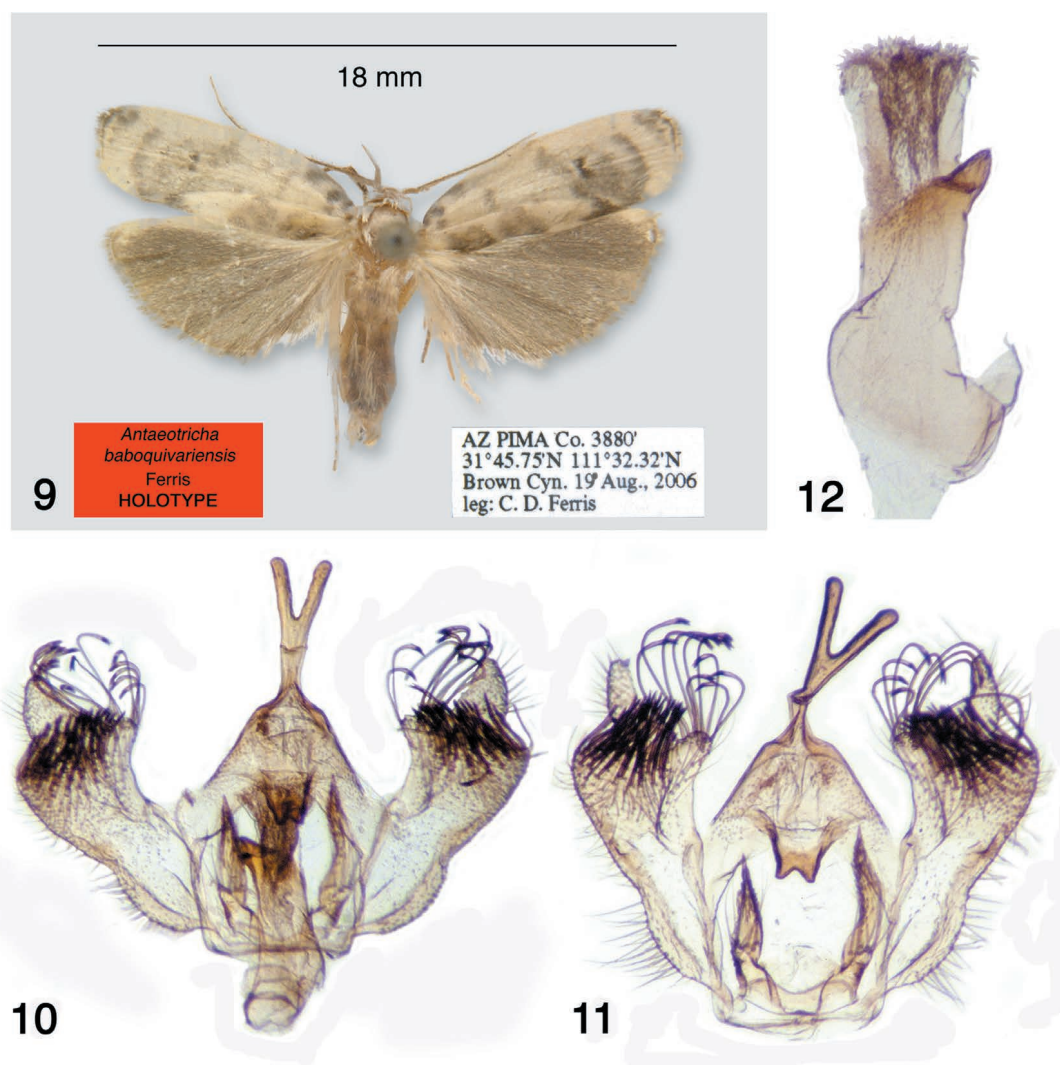 18 mm
Antaeotricha
baboquivariensis
Ferris
HOLOTYPE
AZ PIMA Co. 3880'
31°45.75'N 111°32.32'N
Brown Cyn. 19 Aug., 2006
leg: C. D. Ferris
9
12
10
11